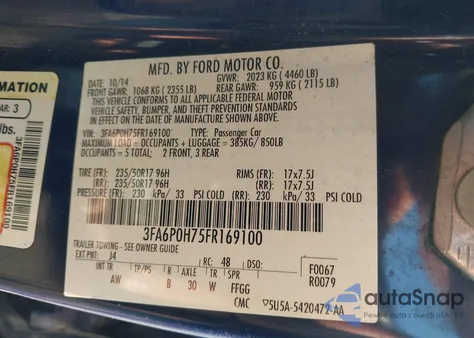 MFD. BY FORD MOTOR CO.
10/14
GVWR: 2023 KG ( 4460 LB)
FRONT GAWR: 1068 KG ( 2355 LB)
REAR GAWR: 959 KG ( 2115 LB)
THIS VEHICLE CONFORMS TO ALL APPLICABLE FEDERAL MOTOR
VEHICLE SAFETY, BUMPER, AND THEFT PREVENTION STANDARDS
IN EFFECT ON THE DATE OF MANUFACTURE SHOWN ABOVE.
VIN: 3FA6P0H75FR169100 TYPE: Passenger Car
MAXIMUM LOAD = OCCUPANTS + LUGGAGE = 385KG/ 850LB
OCCUPANTS = 5 2 FRONT, 3 REAR
TIRE (FR): 235/50R17 96H RIMS (FR): 17x7.5J
(RR): 235/50R17 96H (RR): 17x7.5J
PRESSURE (FR): 230 kPa/ 33 PSI COLD (RR): 230 kPa/ 33 PSI COLD
3FA6P0H75FR169100
TRAILER TOWING - SEE OWNER GUIDE
EXT PNT: J4 RC: 48 DSO: F0067
INT TR TP/PS R AXLE TR R0079
AW B 30 W FFGG
CMC 5U5A-5420472-AA
RMATION
AR: 3
lbs.
3FA6P0H75FR169100
autoSnap